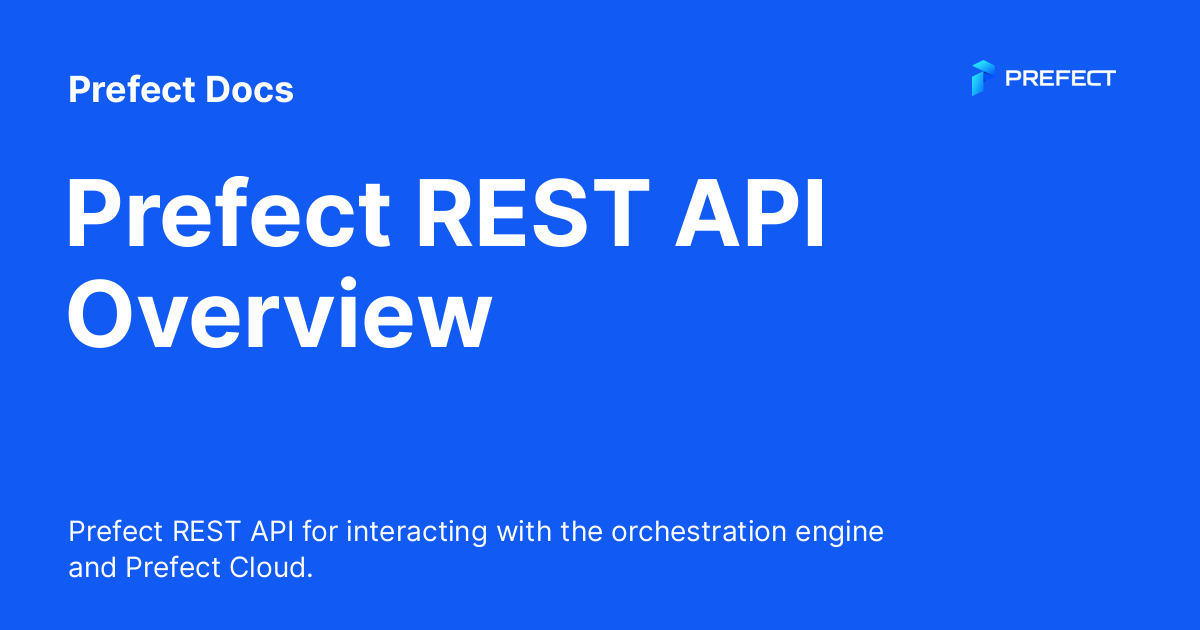 Prefect Docs
PREFECT
Prefect REST API
Overview
Prefect REST API for interacting with the orchestration engine
and Prefect Cloud.